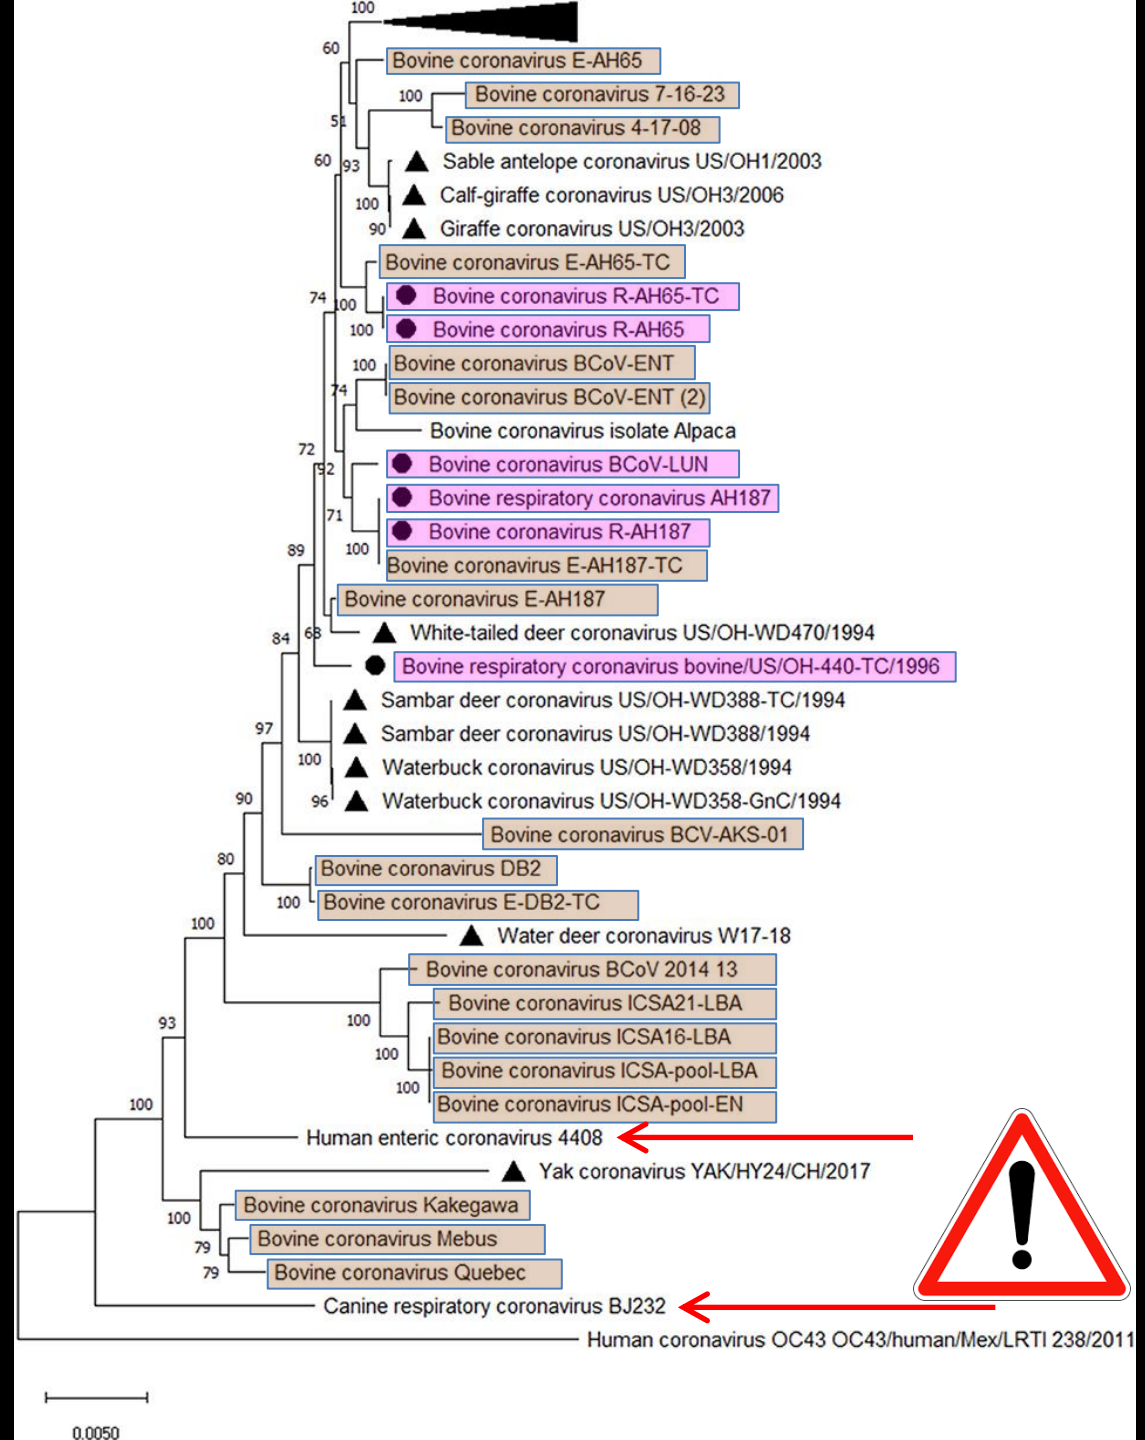 100
60
Bovine coronavirus E-AH65
100
Bovine coronavirus 7-16-23
51
Bovine coronavirus 4-17-08
60
93
Sable antelope coronavirus US/OH1/2003
100
Calf-giraffe coronavirus US/OH3/2006
90
Giraffe coronavirus US/OH3/2003
Bovine coronavirus E-AH65-TC
74
100
Bovine coronavirus R-AH65-TC
100
Bovine coronavirus R-AH65
100
Bovine coronavirus BCoV-ENT
74
Bovine coronavirus BCoV-ENT (2)
Bovine coronavirus isolate Alpaca
72
92
Bovine coronavirus BCoV-LUN
Bovine respiratory coronavirus AH187
71
Bovine coronavirus R-AH187
100
Bovine coronavirus E-AH187-TC
89
Bovine coronavirus E-AH187
84
68
White-tailed deer coronavirus US/OH-WD470/1994
Bovine respiratory coronavirus bovine/US/OH-440-TC/1996
Sambar deer coronavirus US/OH-WD388-TC/1994
97
Sambar deer coronavirus US/OH-WD388/1994
100
Waterbuck coronavirus US/OH-WD358/1994
90
96
Waterbuck coronavirus US/OH-WD358-GnC/1994
Bovine coronavirus BCV-AKS-01
80
Bovine coronavirus DB2
100
Bovine coronavirus E-DB2-TC
100
Water deer coronavirus W17-18
Bovine coronavirus BCoV 2014 13
Bovine coronavirus ICSA21-LBA
93
100
Bovine coronavirus ICSA16-LBA
100
Bovine coronavirus ICSA-pool-LBA
100
Bovine coronavirus ICSA-pool-EN
100
Human enteric coronavirus 4408
Yak coronavirus YAK/HY24/CH/2017
Bovine coronavirus Kakegawa
100
Bovine coronavirus Mebus
79
Bovine coronavirus Quebec
79
Canine respiratory coronavirus BJ232
Human coronavirus OC43 OC43/human/Mex/LRTI 238/2011
0.0050